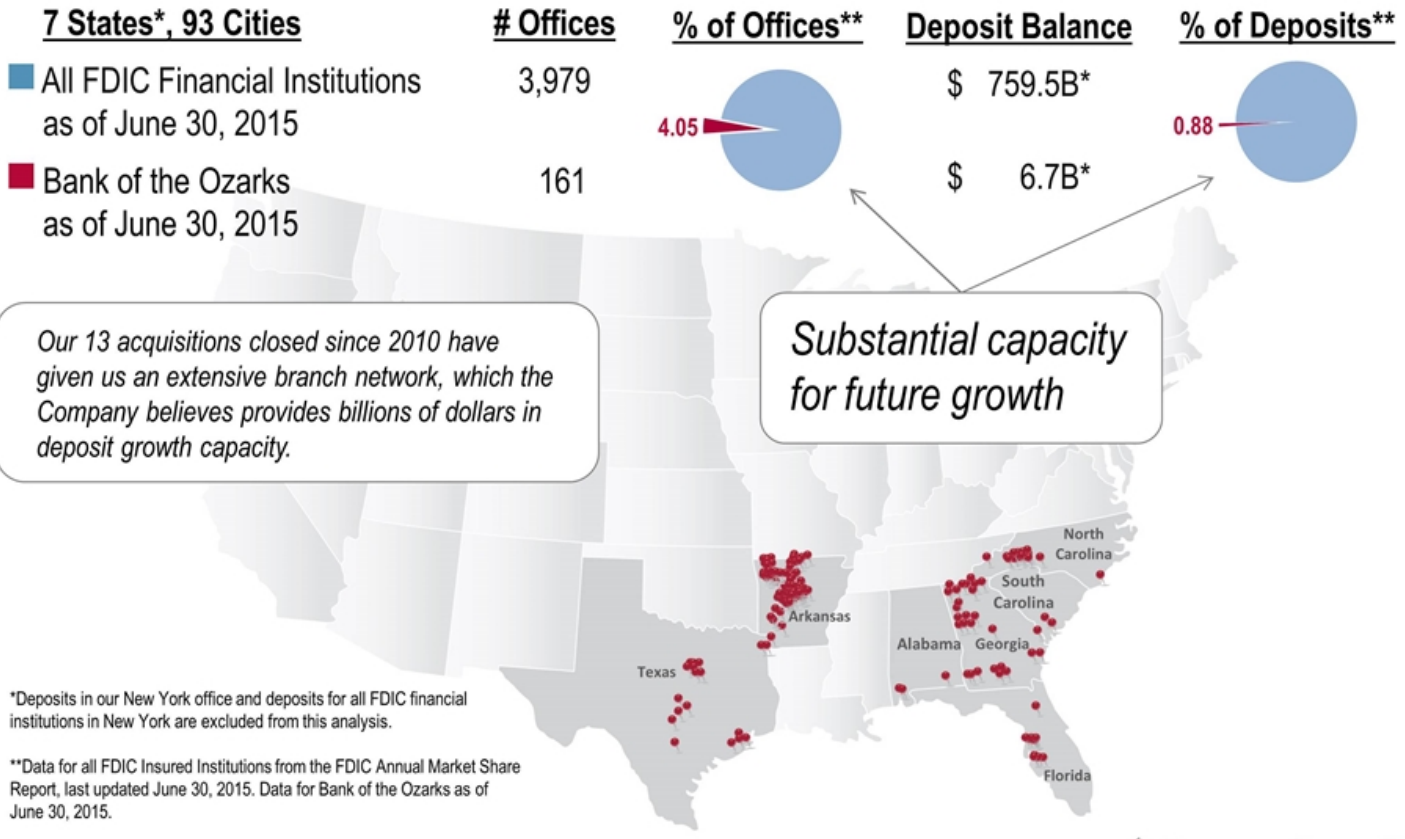 7 States*, 93 Cities
# Offices
% of Offices**
Deposit Balance
% of Deposits**
All FDIC Financial Institutions
as of June 30, 2015
3,979
4.05
$ 759.5B*
0.88
Bank of the Ozarks
as of June 30, 2015
161
$ 6.7B*
Our 13 acquisitions closed since 2010 have
given us an extensive branch network, which the
Company believes provides billions of dollars in
deposit growth capacity.
Substantial capacity
for future growth
North
Carolina
South
Carolina
Arkansas
Alabama
Georgia
Texas
Florida
*Deposits in our New York office and deposits for all FDIC financial
institutions in New York are excluded from this analysis.
**Data for all FDIC Insured Institutions from the FDIC Annual Market Share
Report, last updated June 30, 2015. Data for Bank of the Ozarks as of
June 30, 2015.